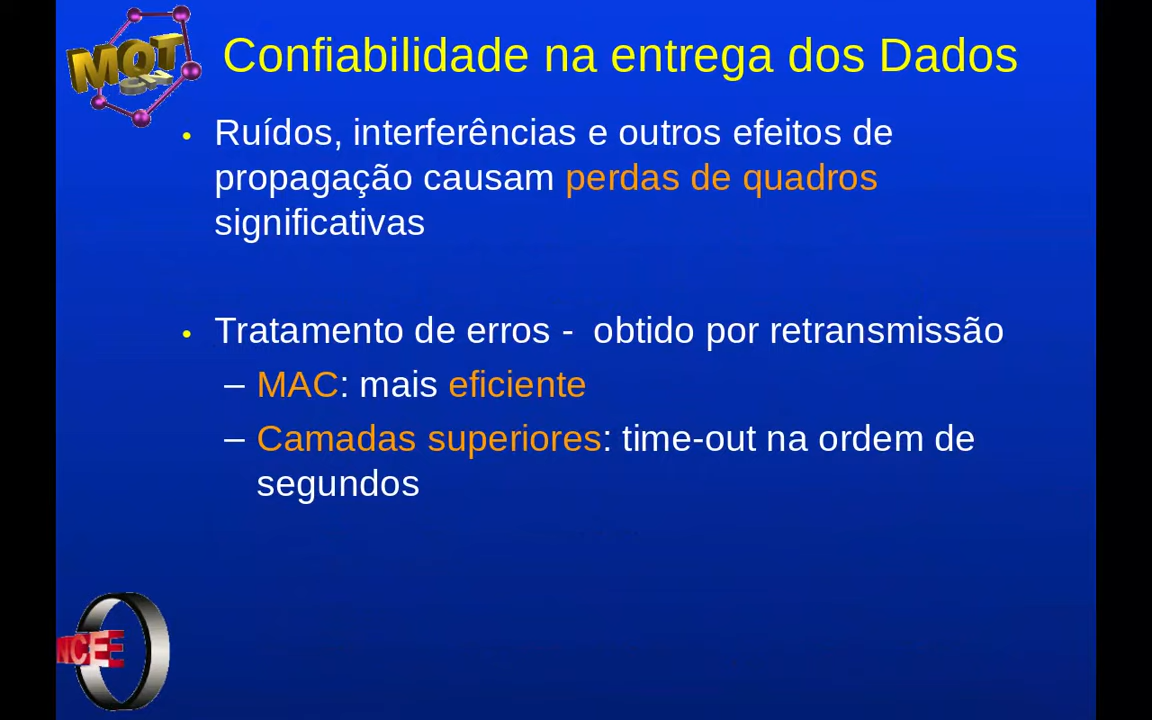 MOT
Confiabilidade na entrega dos Dados
• Ruídos, interferências e outros efeitos de
propagação causam perdas de quadros
significativas
• Tratamento de erros - obtido por retransmissão
– MAC: mais eficiente
– Camadas superiores: time-out na ordem de
segundos